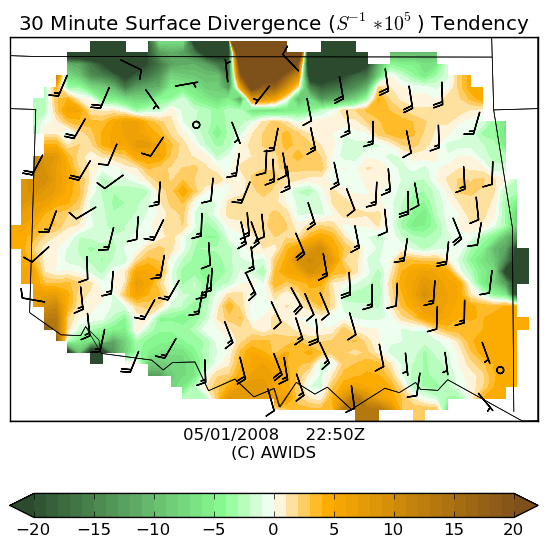 30 Minute Surface Divergence (S⁻¹ *10⁵ ) Tendency
05/01/2008 22:50Z
(C) AWIDS
−20 −15 −10 −5 0 5 10 15 20